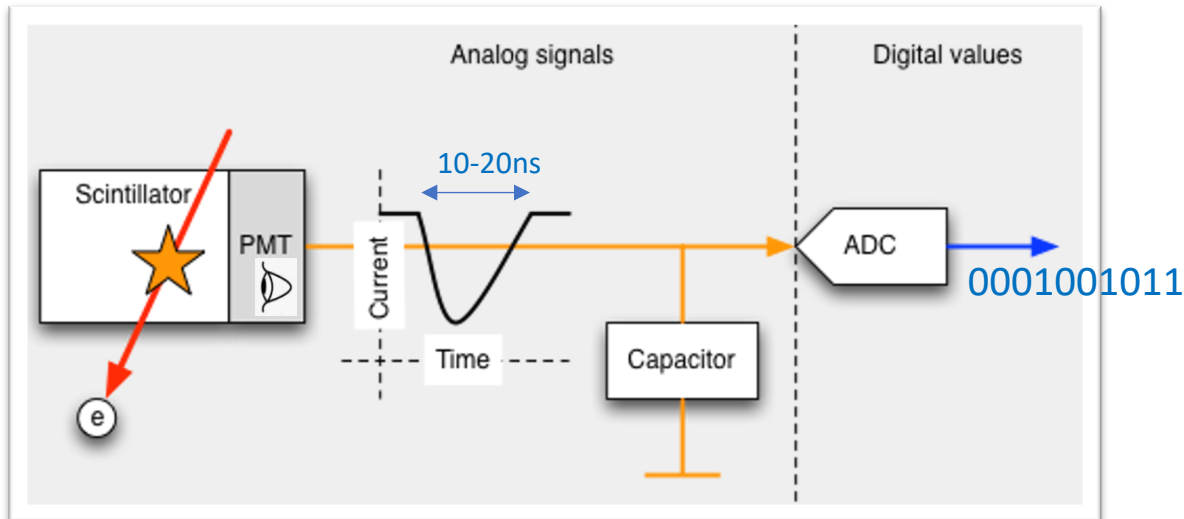 Analog signals
Digital values
10-20ns
Scintillator
PMT
ADC
Current
0001001011
Time
Capacitor
e